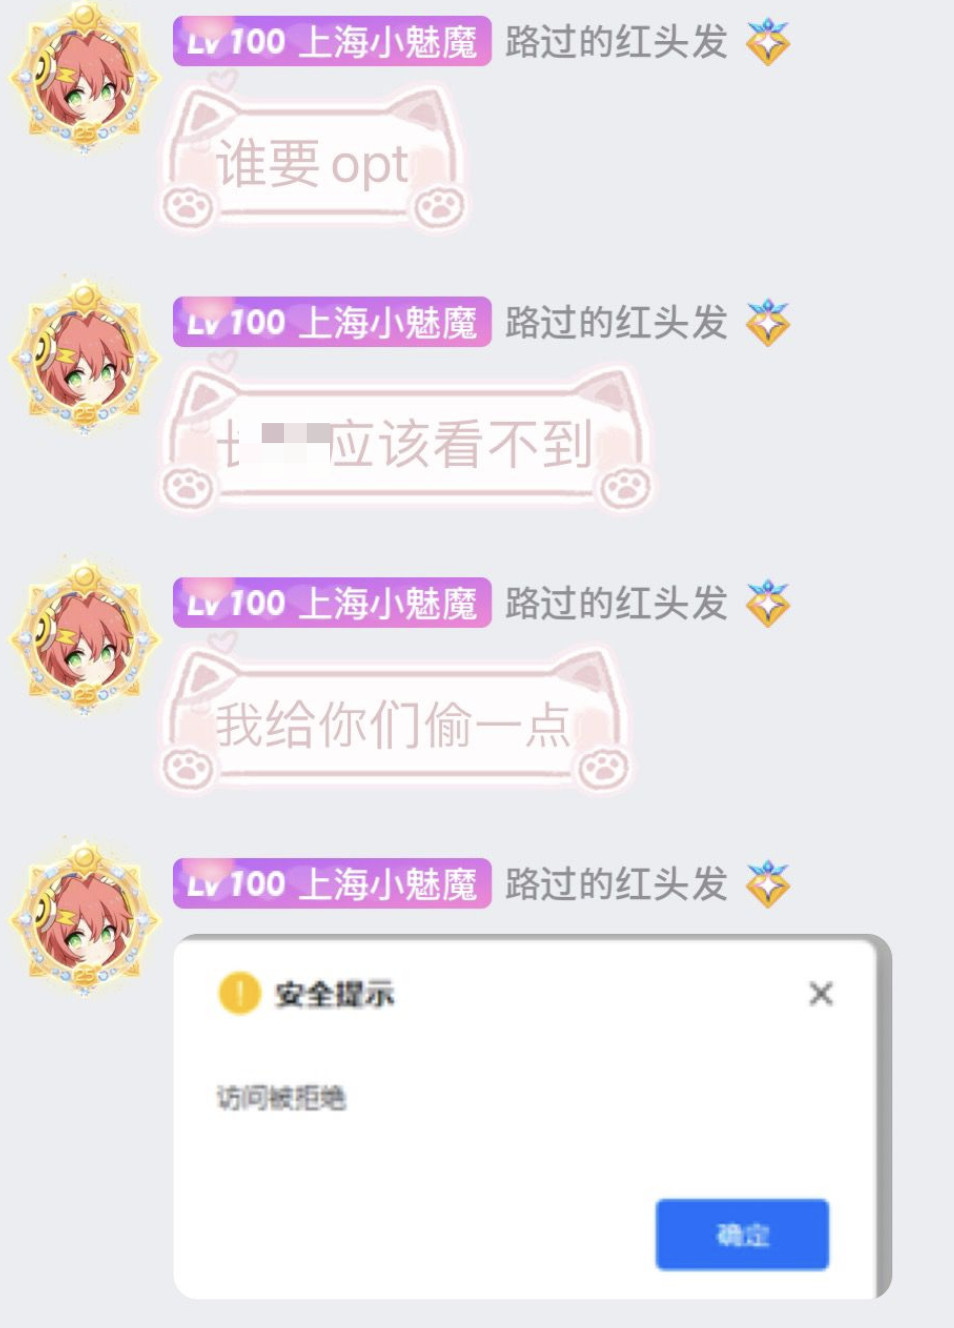 Lv 100 上海小魅魔 路过的红头发
谁要 opt
Lv 100 上海小魅魔 路过的红头发
应该看不到
Lv 100 上海小魅魔 路过的红头发
我给你们偷一点
Lv 100 上海小魅魔 路过的红头发
安全提示
访问被拒绝
确定